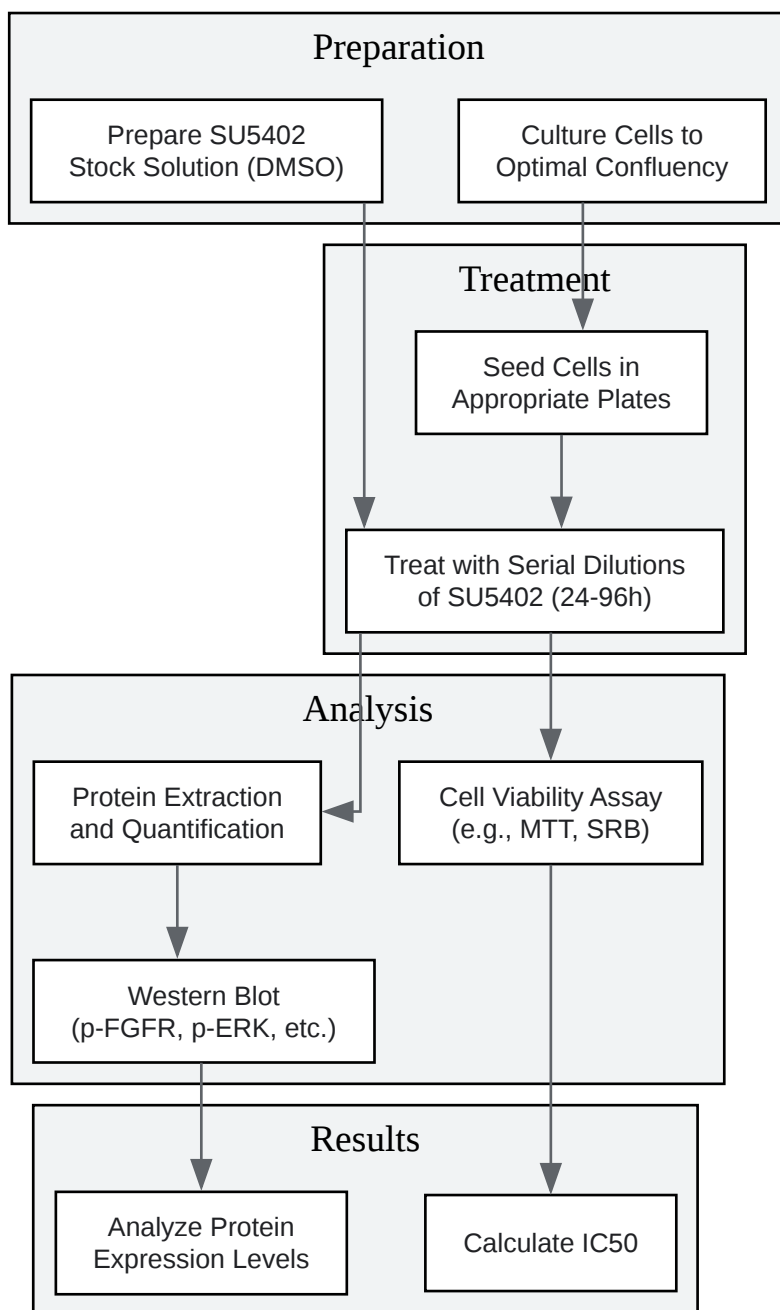 Preparation
Prepare SU5402
Stock Solution (DMSO)
Culture Cells to
Optimal Confluency
Treatment
Seed Cells in
Appropriate Plates
Treat with Serial Dilutions
of SU5402 (24-96h)
Analysis
Protein Extraction
and Quantification
Cell Viability Assay
(e.g., MTT, SRB)
Western Blot
(p-FGFR, p-ERK, etc.)
Results
Analyze Protein
Expression Levels
Calculate IC50